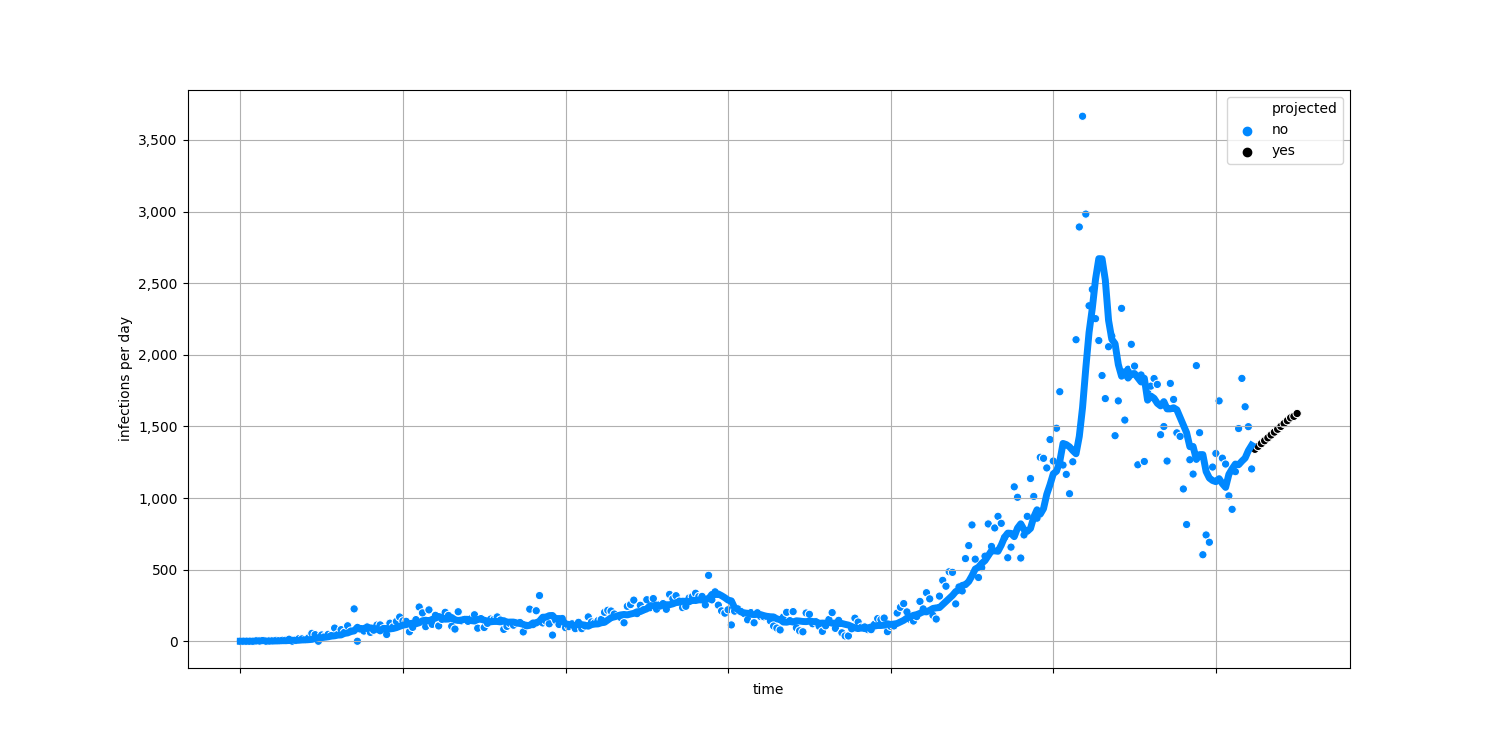 projected
no
yes
3,500
3,000
2,500
2,000
1,500
1,000
500
0
infections per day
time